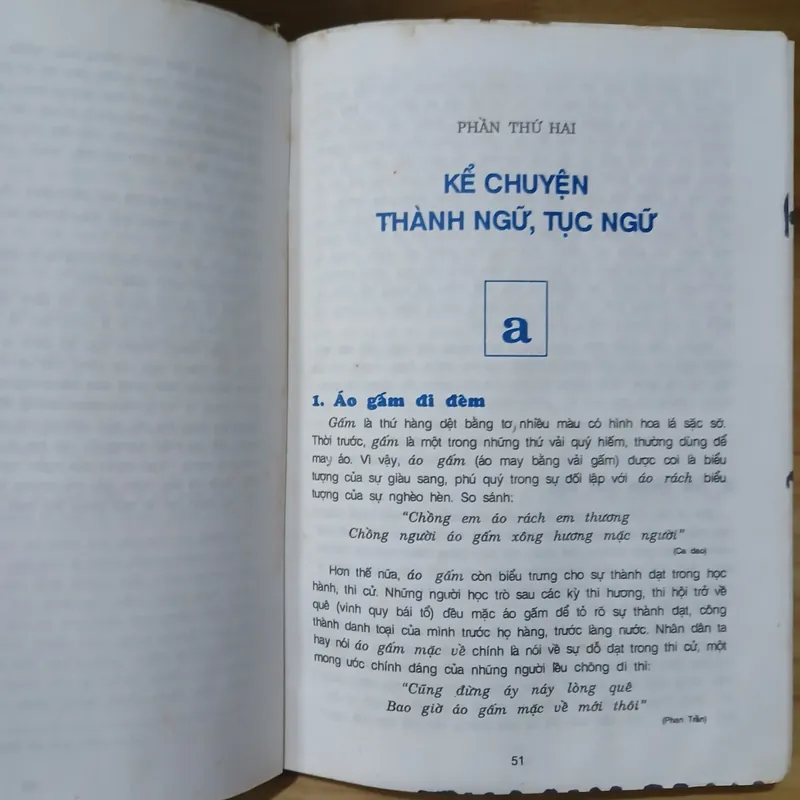 PHẦN THỨ HAI
KỂ CHUYỆN
THÀNH NGỮ, TỤC NGỮ
a
1. Áo gấm đi đêm
Gấm là thứ hàng dệt bằng tơ, nhiều màu có hình hoa lá sặc sỡ.
Thời trước, gấm là một trong những thứ vải quý hiếm, thường dùng để
may áo. Vì vậy, áo gấm (áo may bằng vải gấm) được coi là biểu
tượng của sự giàu sang, phú quý trong sự đối lập với áo rách biểu
tượng của sự nghèo hèn. So sánh:
"Chồng em áo rách em thương
Chồng người áo gấm xông hương mặc người"
(Ca dao)
Hơn thế nữa, áo gấm còn biểu trưng cho sự thành đạt trong học
hành, thi cử. Những người học trò sau các kỳ thi hương, thi hội trở về
quê (vinh quy bái tổ) đều mặc áo gấm để tỏ rõ sự thành đạt, công
thành danh toại của mình trước họ hàng, trước làng nước. Nhân dân ta
hay nói áo gấm mặc về chính là nói về sự đỗ đạt trong thi cử, một
mong ước chính đáng của những người lều chõng đi thi:
"Cũng đừng áy náy lòng quê
Bao giờ áo gấm mặc về mới thôi"
(Phan Trần)
51